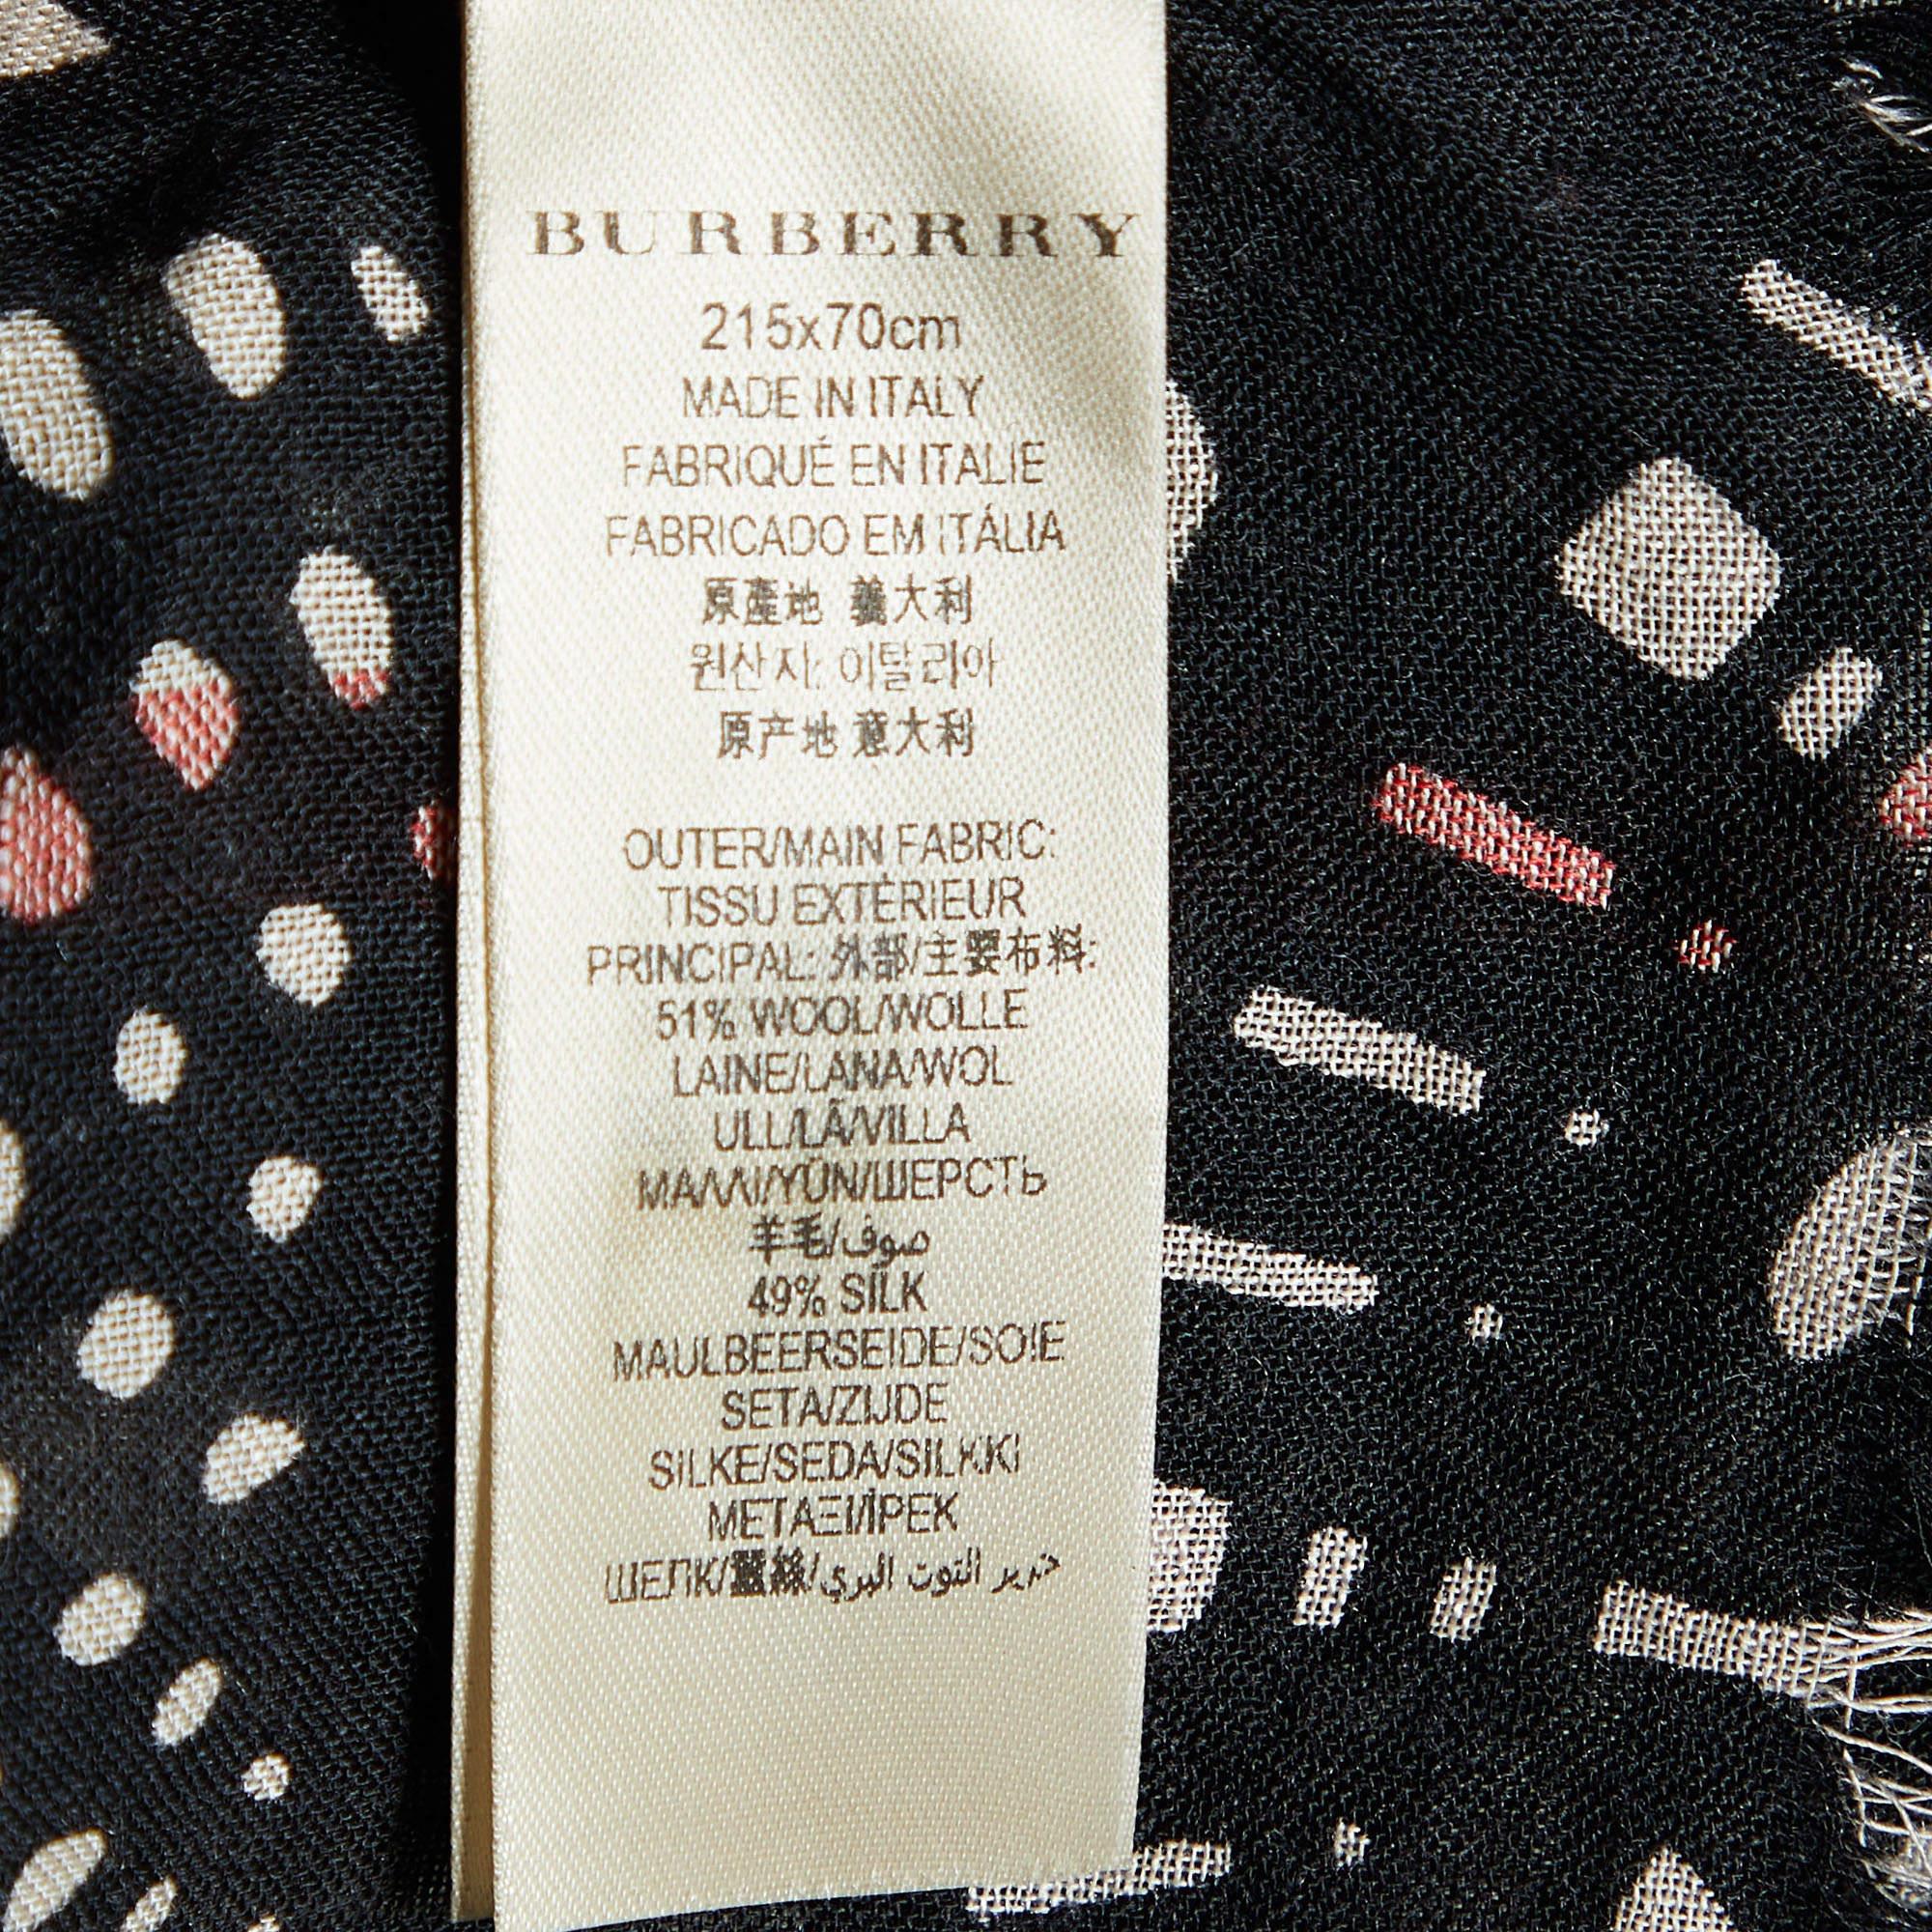 BURBERRY
215x70cm
MADE IN ITALY
FABRIQUÉ EN ITALIE
FABRICADO EM ITÁLIA
原產地 義大利
원산지: 이탈리아
原产地 意大利
OUTER/MAIN FABRIC:
TISSU EXTÉRIEUR
PRINCIPAL: 外部/主要布料:
51% WOOL/WOLLE
LAINE/LANA/WOL
ULL/LÃ/VILLA
ΜΑΛΛΙ/YÜN/ШЕРСТЬ
羊毛/صوف
49% SILK
MAULBEERSEIDE/SOIE
SETA/ZIJDE
SILKE/SEDA/SILKKI
ΜΕΤΑΞΙ/İPEK
ШЕЛК/蠶絲/حرير التوت البري